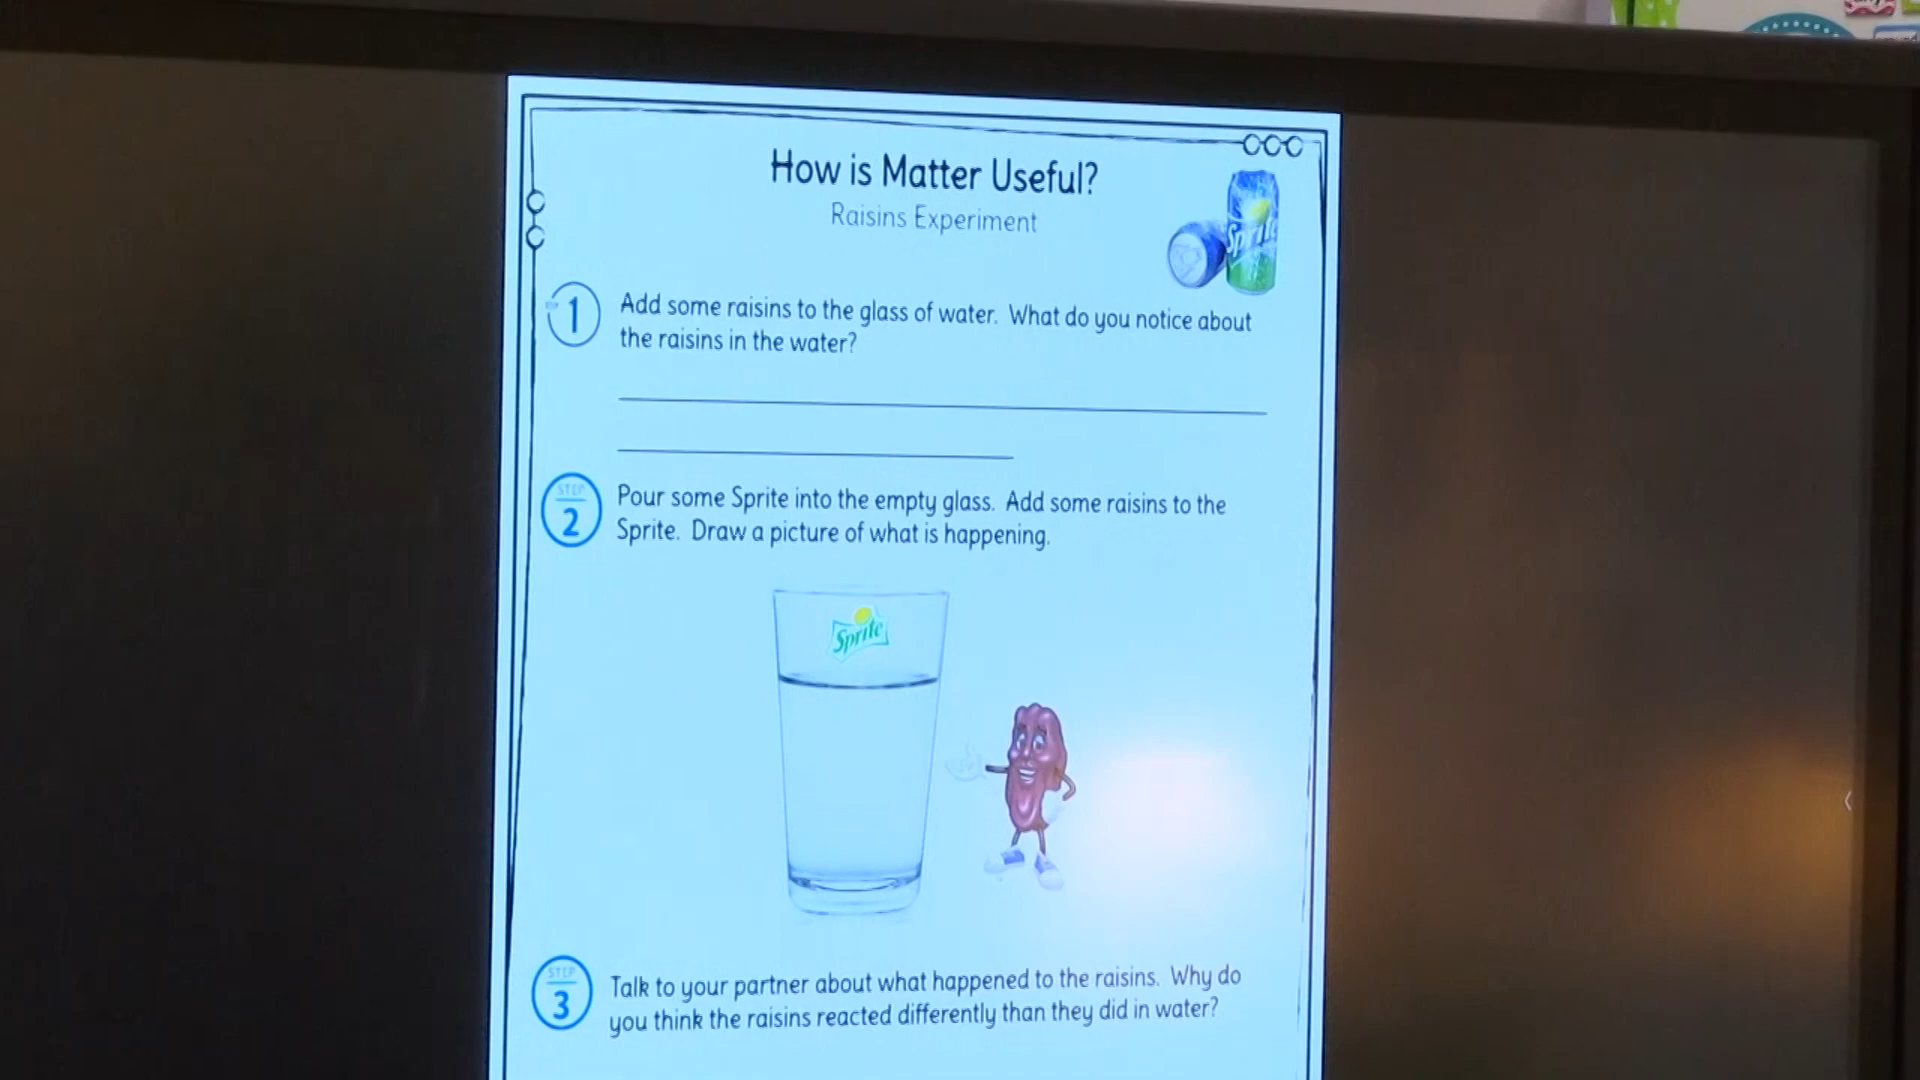 How is Matter Useful?
Raisins Experiment
Sprite
1
Add some raisins to the glass of water. What do you notice about
the raisins in the water?
STEP
2
Pour some Sprite into the empty glass. Add some raisins to the
Sprite. Draw a picture of what is happening.
Sprite
STEP
3
Talk to your partner about what happened to the raisins. Why do
you think the raisins reacted differently than they did in water?